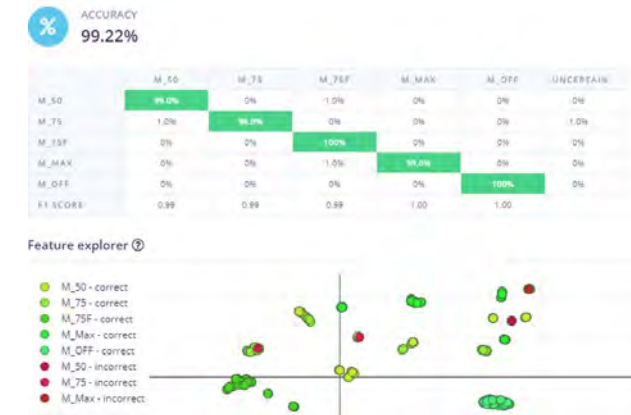 ACCURACY
%
99.22%
M_50 M_75 M_75F M_MAX M_OFF UNCERTAIN
M_50 99.0% 0% 1.0% 0% 0% 0%
M_75 1.0% 98.0% 0% 0% 0% 1.0%
M_75F 0% 0% 100% 0% 0% 0%
M_MAX 0% 0% 1.0% 99.0% 0% 0%
M_OFF 0% 0% 0% 0% 100% 0%
F1 SCORE 0.99 0.99 0.99 1.00 1.00
Feature explorer ?
M_50 - correct
M_75 - correct
M_75F - correct
M_Max - correct
M_OFF - correct
M_50 - incorrect
M_75 - incorrect
M_Max - incorrect